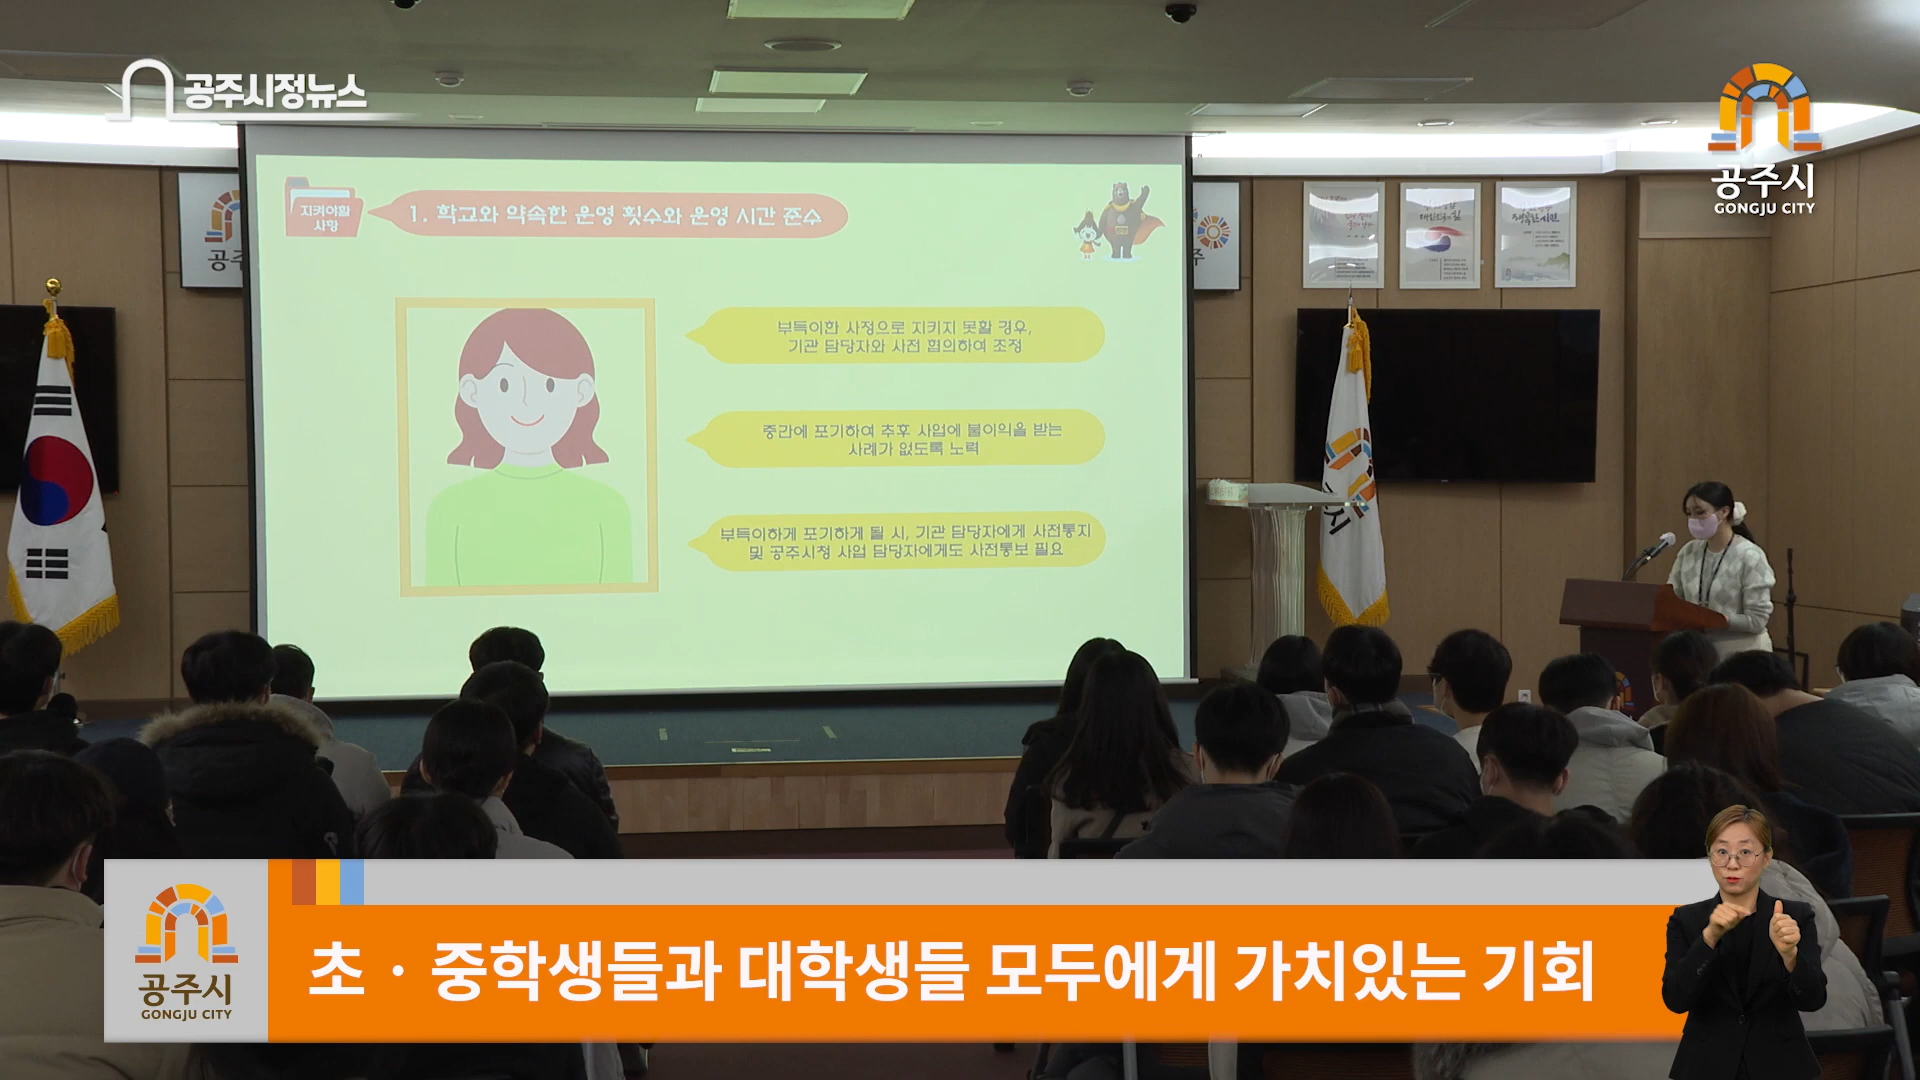 공주시정뉴스
공주시
GONGJU CITY
지켜야할
사항
1. 학교와 약속한 운영 횟수와 운영 시간 준수
부득이한 사정으로 지키지 못할 경우,
기관 담당자와 사전 협의하여 조정
중간에 포기하여 추후 사업에 불이익을 받는
사례가 없도록 노력
부득이하게 포기하게 될 시, 기관 담당자에게 사전통지
및 공주시청 사업 담당자에게도 사전통보 필요
공주시
GONGJU CITY
초 · 중학생들과 대학생들 모두에게 가치있는 기회